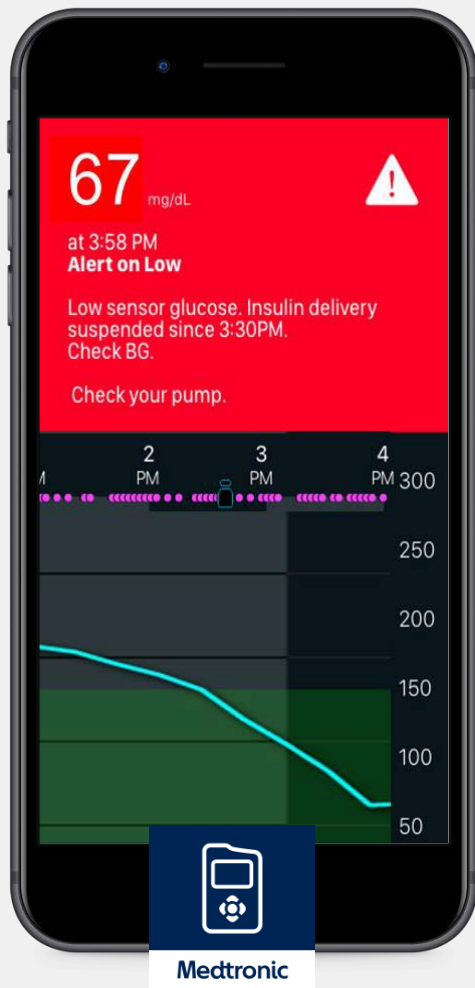 67 mg/dL
at 3:58 PM
Alert on Low
Low sensor glucose. Insulin delivery
suspended since 3:30PM.
Check BG.
Check your pump.
2 3 4
PM PM PM 300
250
200
150
100
50
Medtronic